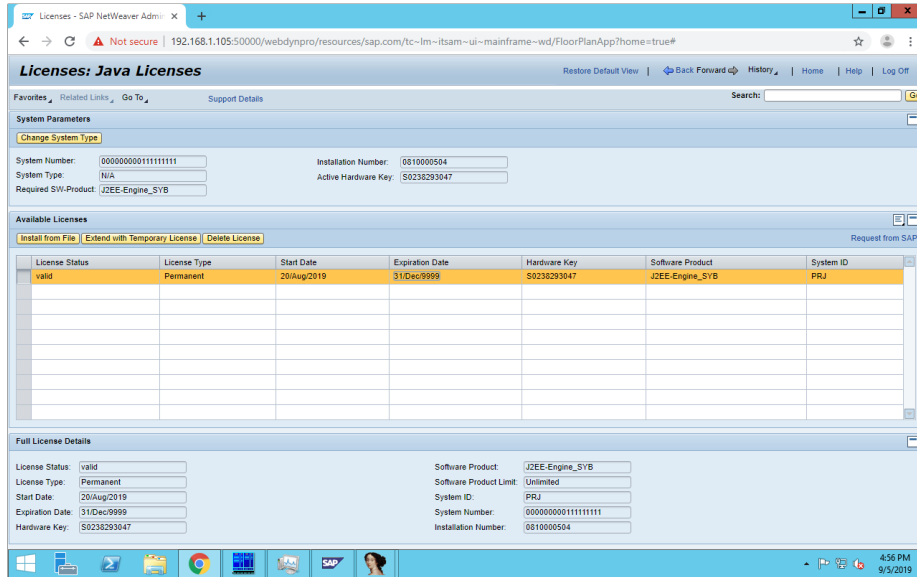 Licenses - SAP NetWeaver Admin
Not secure | 192.168.1.105:50000/webdynpro/resources/sap.com/tc~lm~itsam~ui~mainframe~wd/FloorPlanApp?home=true#
Licenses: Java Licenses
Restore Default View | Back Forward History | Home | Help | Log Off
Favorites Related Links Go To Support Details Search: Go
System Parameters
Change System Type
System Number: 000000000111111111 Installation Number: 0810000504
System Type: N/A Active Hardware Key: S0238293047
Required SW-Product: J2EE-Engine_SYB
Available Licenses
Install from File Extend with Temporary License Delete License Request from SAP
License Status License Type Start Date Expiration Date Hardware Key Software Product System ID
valid Permanent 20/Aug/2019 31/Dec/9999 S0238293047 J2EE-Engine_SYB PRJ
Full License Details
License Status: valid Software Product: J2EE-Engine_SYB
License Type: Permanent Software Product Limit: Unlimited
Start Date: 20/Aug/2019 System ID: PRJ
Expiration Date: 31/Dec/9999 System Number: 000000000111111111
Hardware Key: S0238293047 Installation Number: 0810000504
SAP
4:56 PM
9/5/2019